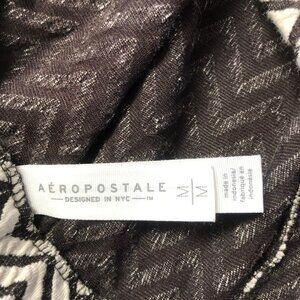 AÉROPOSTALE
DESIGNED IN NYC TM
M
M
made in
indonesia/
fabriqué en
indonésie